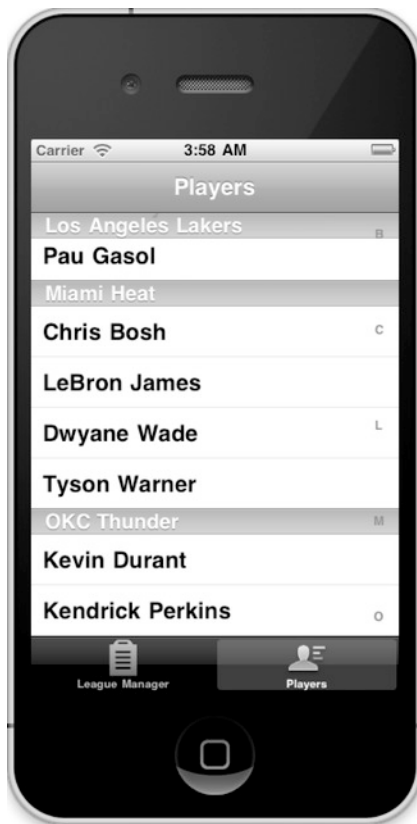 Carrier 3:58 AM
Players
Los Angeles Lakers
B
Pau Gasol
Miami Heat
Chris Bosh
C
LeBron James
Dwyane Wade
L
Tyson Warner
OKC Thunder
M
Kevin Durant
Kendrick Perkins
O
League Manager Players